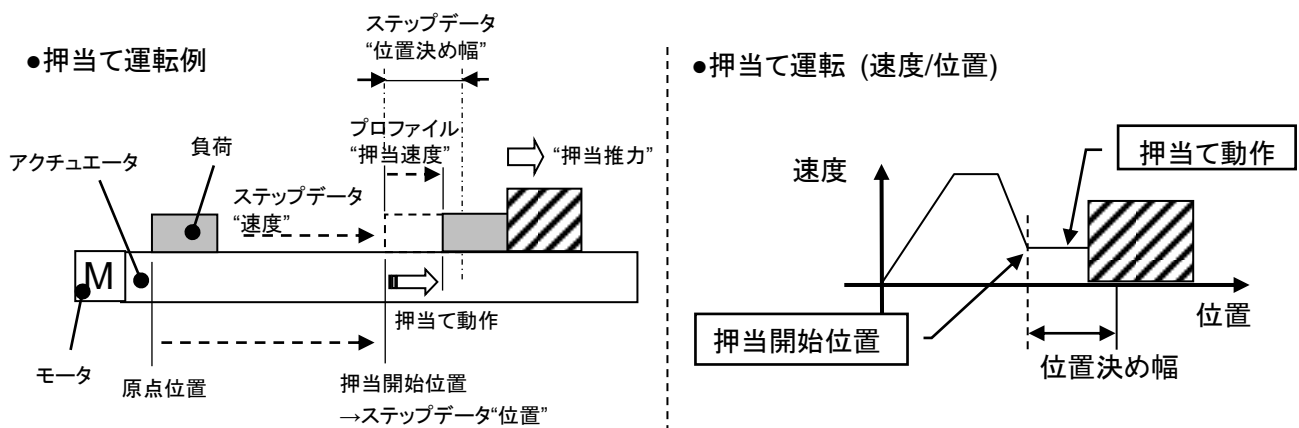 ●押当て運転例
ステップデータ
“位置決め幅”
プロファイル
“押当速度”
“押当推力”
負荷
アクチュエータ
ステップデータ
“速度”
M
押当て動作
モータ
原点位置
押当開始位置
→ステップデータ“位置”
●押当て運転 (速度/位置)
速度
押当て動作
位置
押当開始位置
位置決め幅